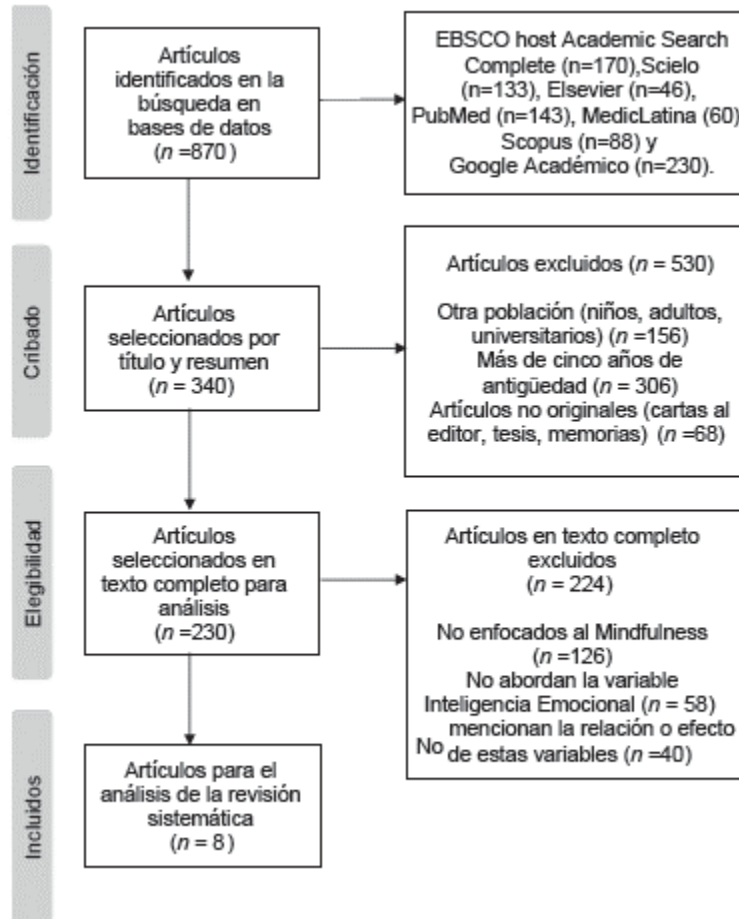 Identificación
Artículos
identificados en la
búsqueda en
bases de datos
(n =870)
EBSCO host Academic Search
Complete (n=170),Scielo
(n=133), Elsevier (n=46),
PubMed (n=143), MedicLatina (60)
Scopus (n=88) y
Google Académico (n=230).
Cribado
Artículos
seleccionados por
título y resumen
(n = 340)
Artículos excluidos (n = 530)
Otra población (niños, adultos,
universitarios) (n =156)
Más de cinco años de
antigüedad (n = 306)
Artículos no originales (cartas al
editor, tesis, memorias) (n =68)
Elegibilidad
Artículos
seleccionados en
texto completo para
análisis
(n =230)
Artículos en texto completo
excluidos
(n = 224)
No enfocados al Mindfulness
(n =126)
No abordan la variable
Inteligencia Emocional (n = 58)
mencionan la relación o efecto
No de estas variables (n =40)
Incluidos
Artículos para el
análisis de la revisión
sistemática
(n = 8)